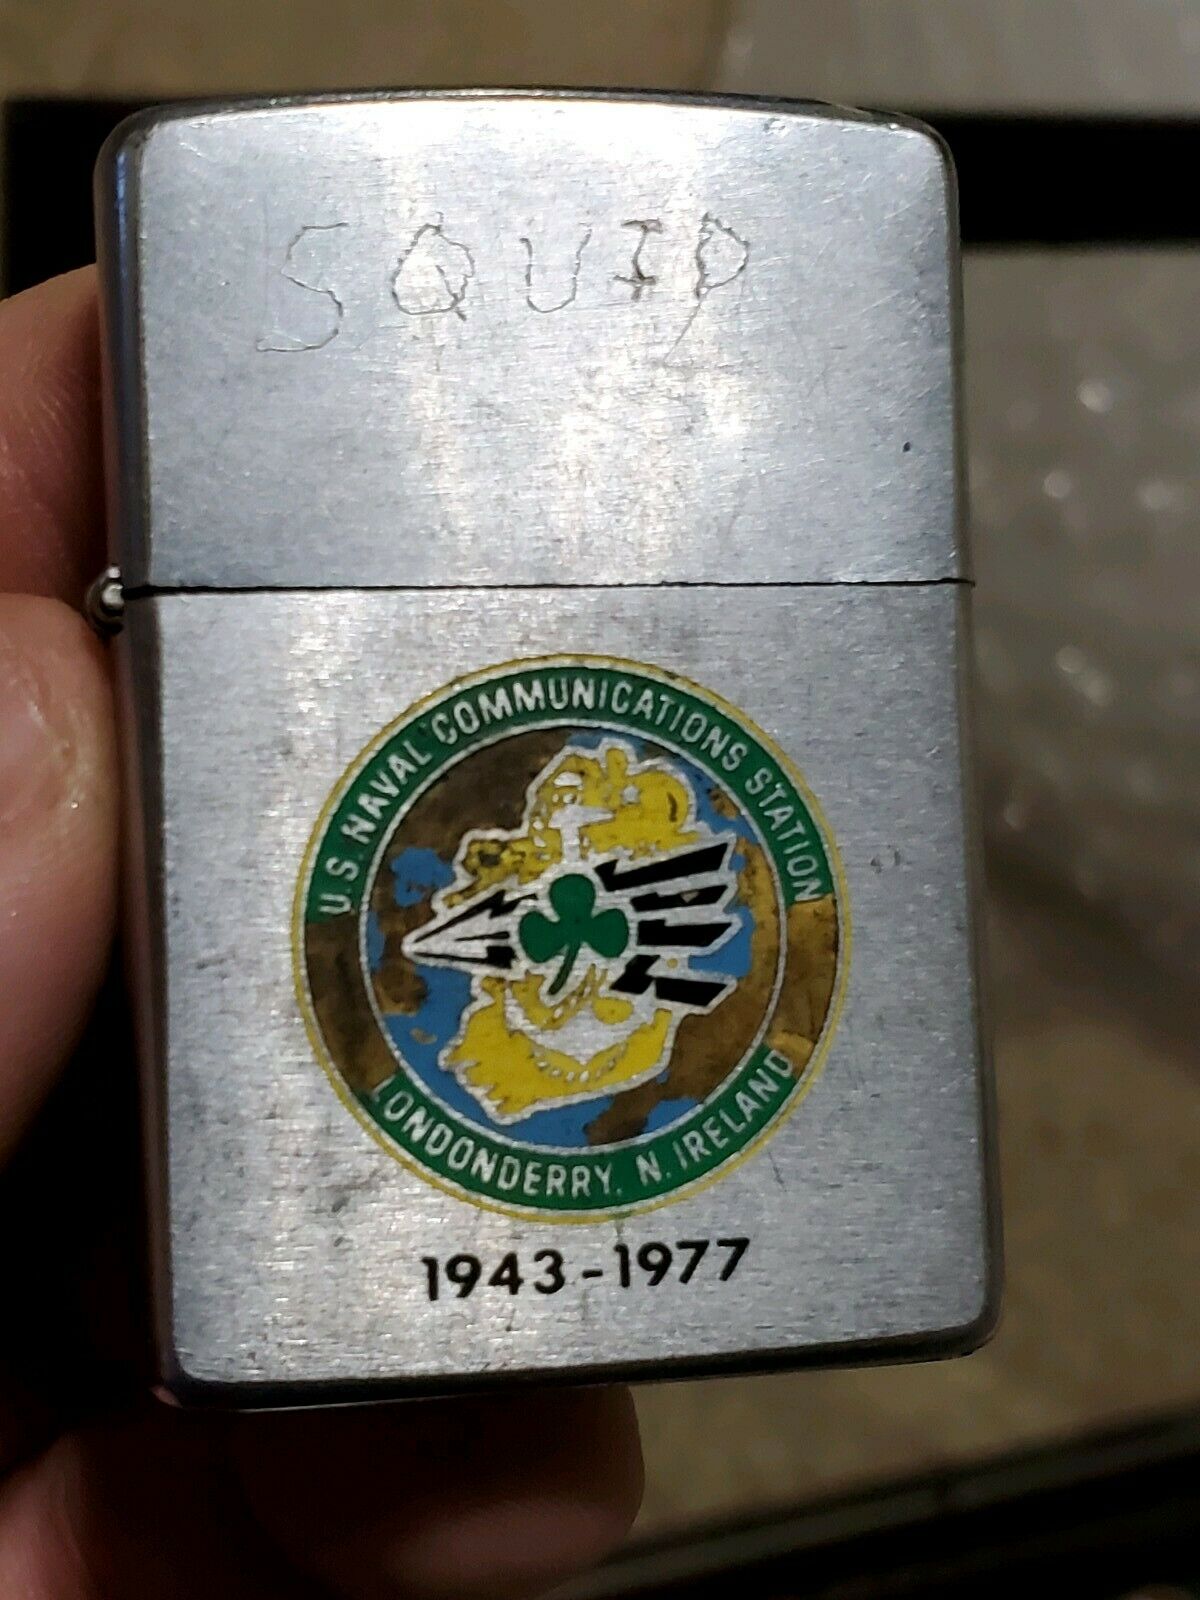 SQUID
U.S. NAVAL COMMUNICATIONS STATION
LONDONDERRY, N. IRELAND
1943-1977